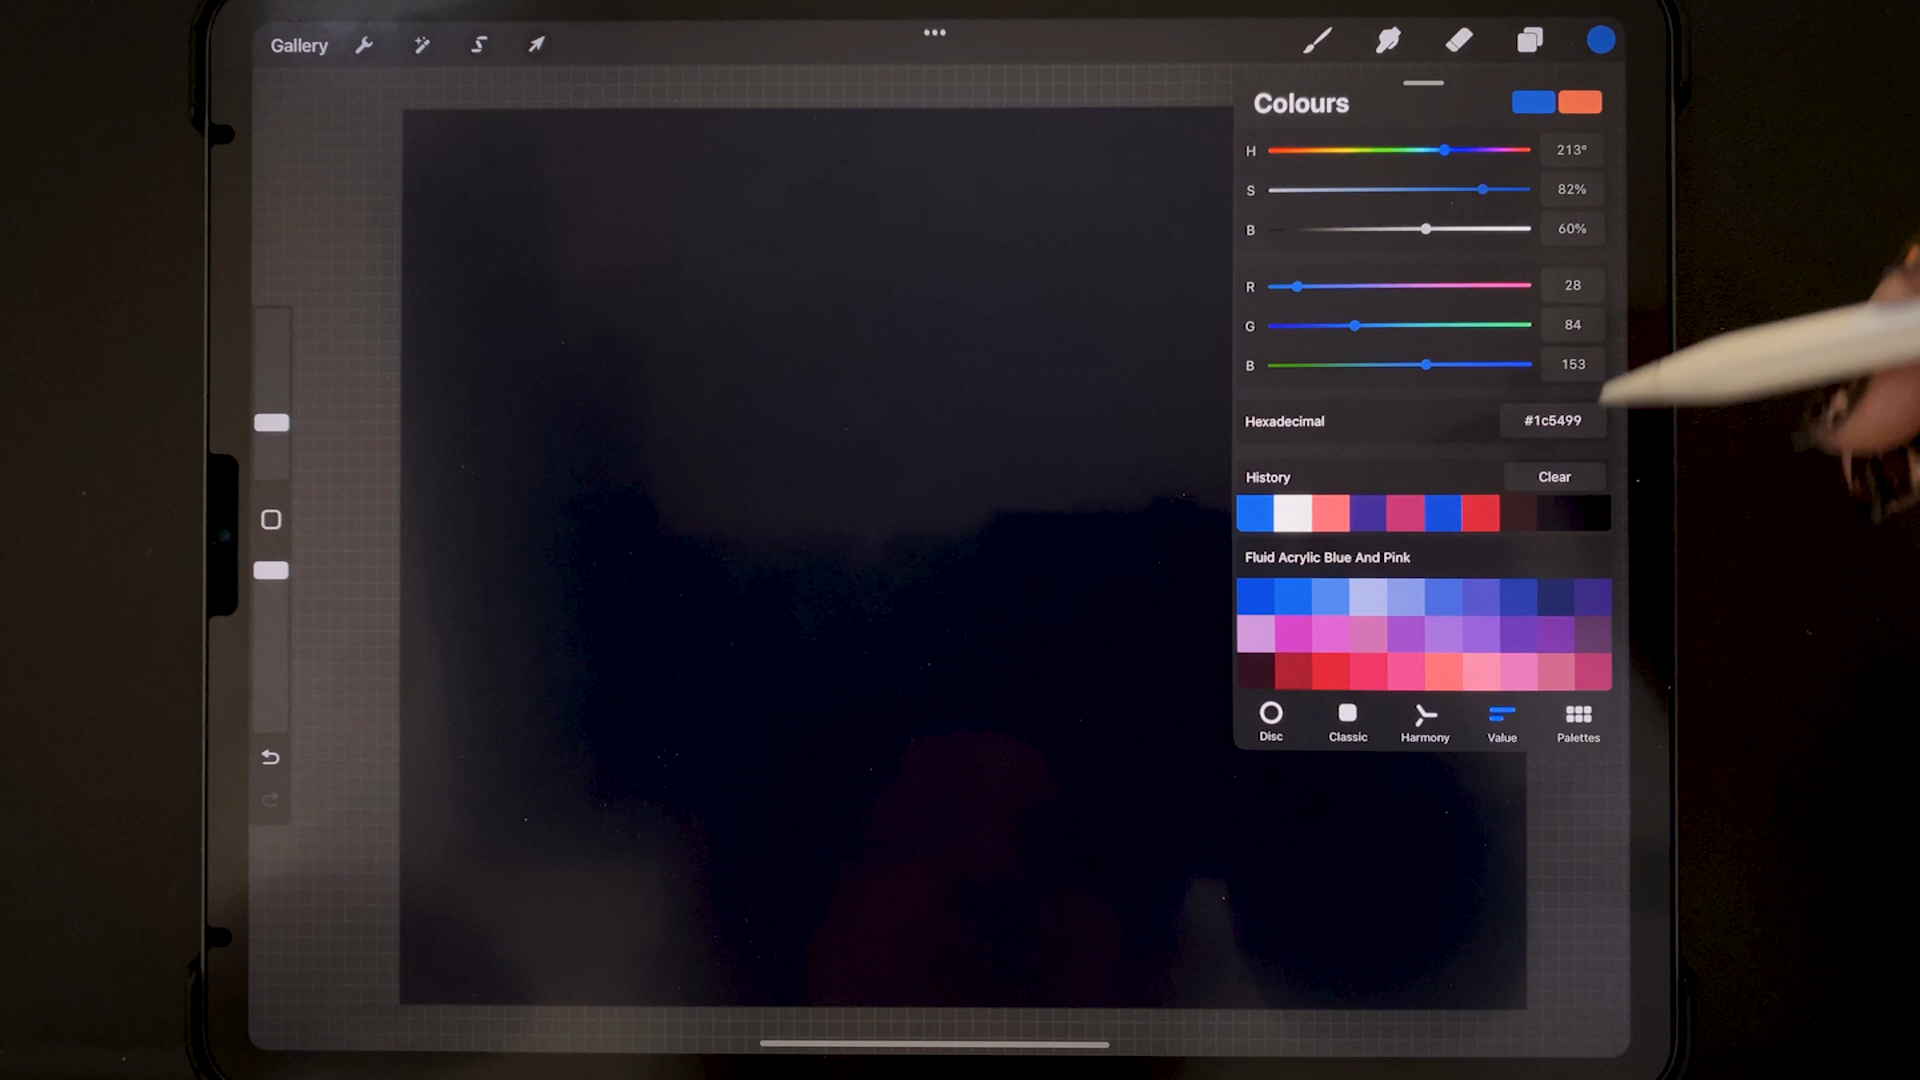 Gallery
Colours
H 213°
S 82%
B 60%
R 28
G 84
B 153
Hexadecimal #1c5499
History Clear
Fluid Acrylic Blue And Pink
Disc Classic Harmony Value Palettes